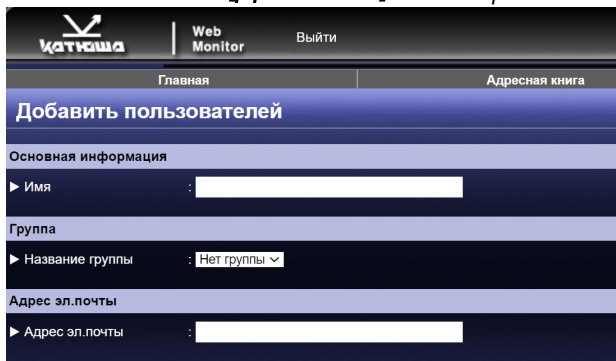 катюша
Web Monitor
Выйти
Главная
Адресная книга
Добавить пользователей
Основная информация
▶ Имя :
Группа
▶ Название группы : Нет группы
Адрес эл.почты
▶ Адрес эл.почты :